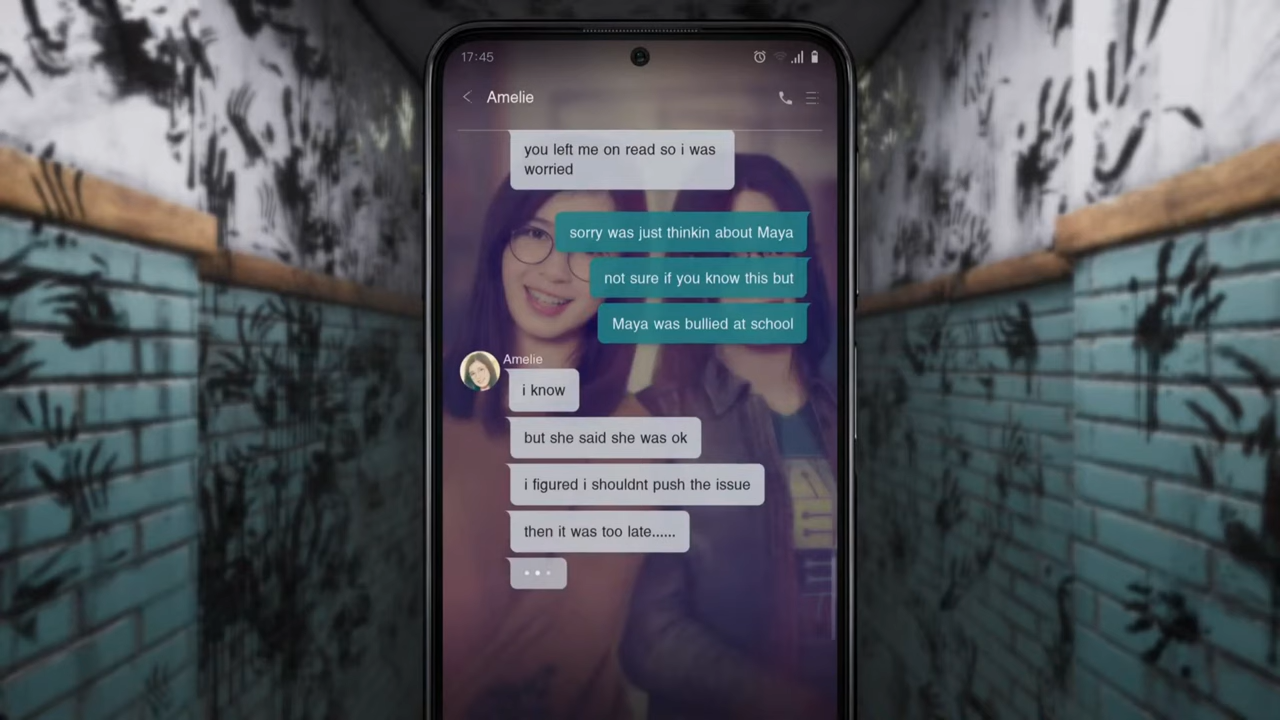 17:45
Amelie
you left me on read so i was
worried
sorry was just thinkin about Maya
not sure if you know this but
Maya was bullied at school
Amelie
i know
but she said she was ok
i figured i shouldnt push the issue
then it was too late......